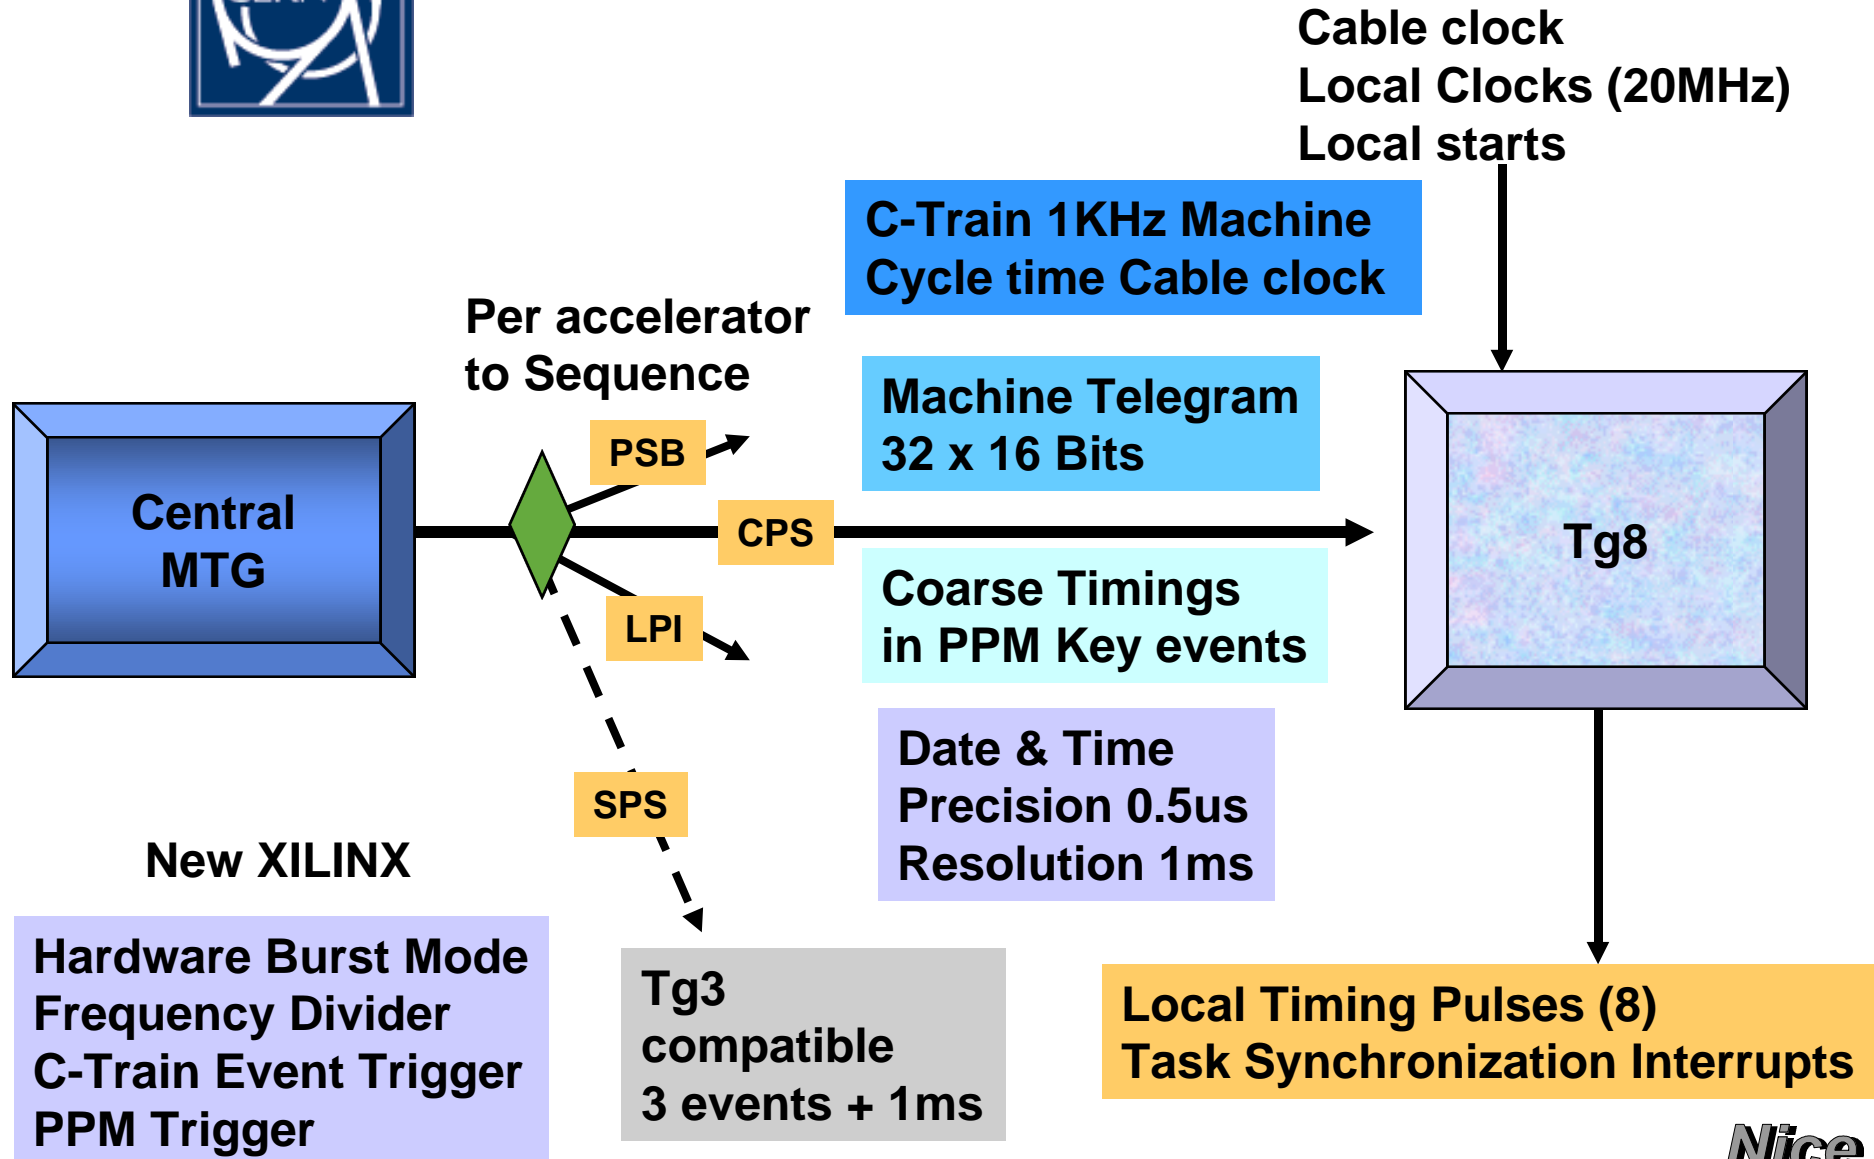 CERN
Cable clock
Local Clocks (20MHz)
Local starts
C-Train 1KHz Machine
Cycle time Cable clock
Per accelerator
to Sequence
Machine Telegram
32 x 16 Bits
PSB
Central
MTG
CPS
Tg8
Coarse Timings
in PPM Key events
LPI
Date & Time
Precision 0.5us
Resolution 1ms
SPS
New XILINX
Hardware Burst Mode
Frequency Divider
C-Train Event Trigger
PPM Trigger
Tg3
compatible
3 events + 1ms
Local Timing Pulses (8)
Task Synchronization Interrupts
Nice